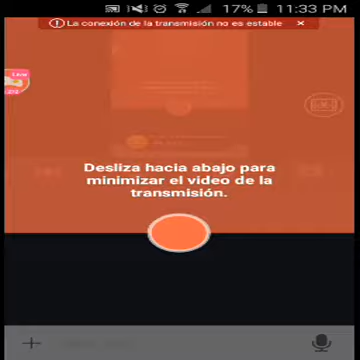 17% 11:33 PM
La conexión de la transmisión no es estable
Desliza hacia abajo para
minimizar el video de la
transmisión.